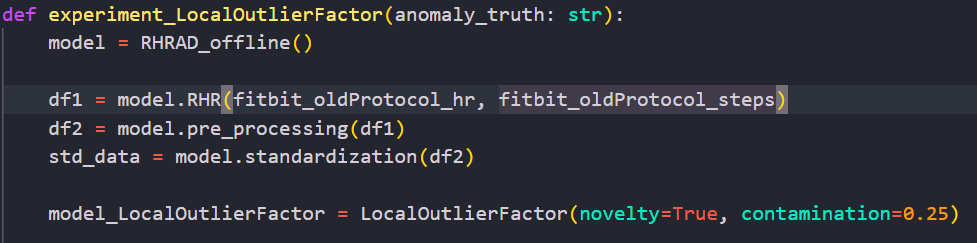 def experiment_LocalOutlierFactor(anomaly_truth: str):
    model = RHRAD_offline()
    df1 = model.RHR(fitbit_oldProtocol_hr, fitbit_oldProtocol_steps)
    df2 = model.pre_processing(df1)
    std_data = model.standardization(df2)
    model_LocalOutlierFactor = LocalOutlierFactor(novelty=True, contamination=0.25)